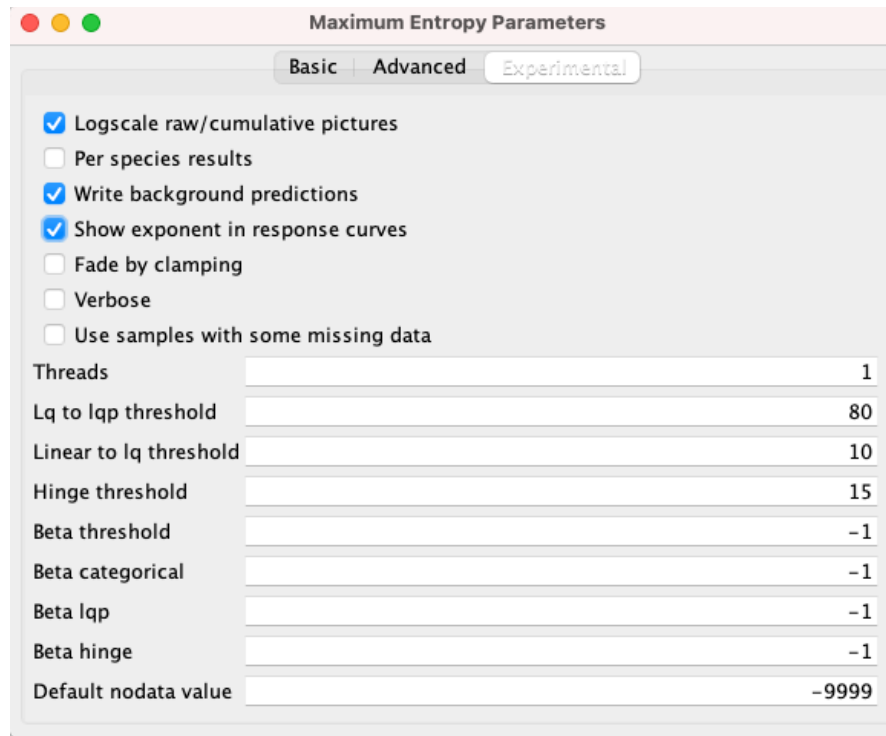 Maximum Entropy Parameters
Basic Advanced Experimental
Logscale raw/cumulative pictures
Per species results
Write background predictions
Show exponent in response curves
Fade by clamping
Verbose
Use samples with some missing data
Threads 1
Lq to lqp threshold 80
Linear to lq threshold 10
Hinge threshold 15
Beta threshold -1
Beta categorical -1
Beta lqp -1
Beta hinge -1
Default nodata value -9999